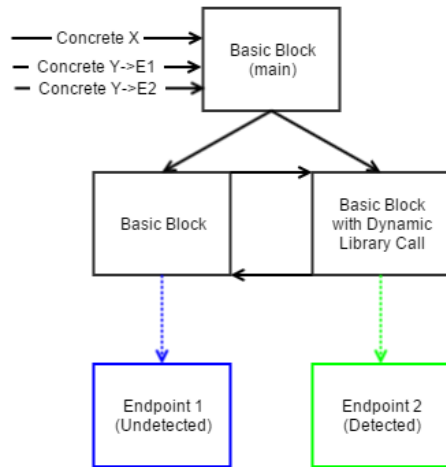 Concrete X
Concrete Y->E1
Concrete Y->E2
Basic Block
(main)
Basic Block
Basic Block
with Dynamic
Library Call
Endpoint 1
(Undetected)
Endpoint 2
(Detected)